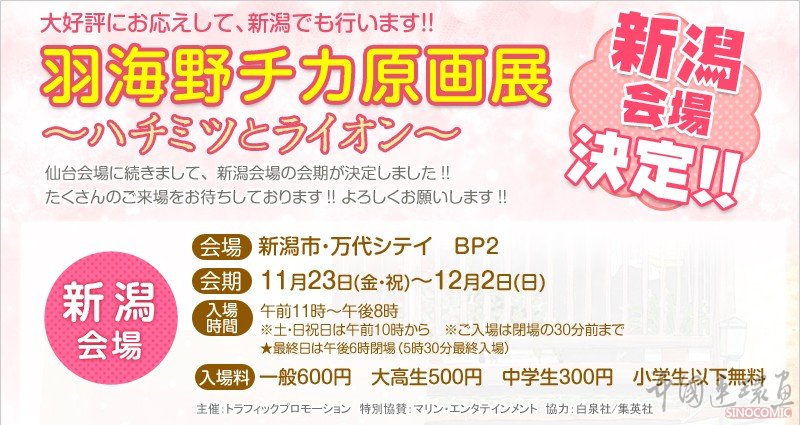 大好評にお応えして、新潟でも行います!!
羽海野チカ原画展
～ハチミツとライオン～
新潟
会場
決定!!
仙台会場に続きまして、新潟会場の会期が決定しました!!
たくさんのご来場をお待ちしております!! よろしくお願いします!!
新潟
会場
会場 新潟市・万代シテイ BP2
会期 11月23日(金・祝)～12月2日(日)
入場時間 午前11時～午後8時
※土・日祝日は午前10時から ※ご入場は閉場の30分前まで
★最終日は午後6時閉場(5時30分最終入場)
入場料 一般600円 大高生500円 中学生300円 小学生以下無料
主催:トラフィックプロモーション 特別協賛:マリン・エンタテインメント 協力:白泉社/集英社
中國連環画
SINOCOMIC